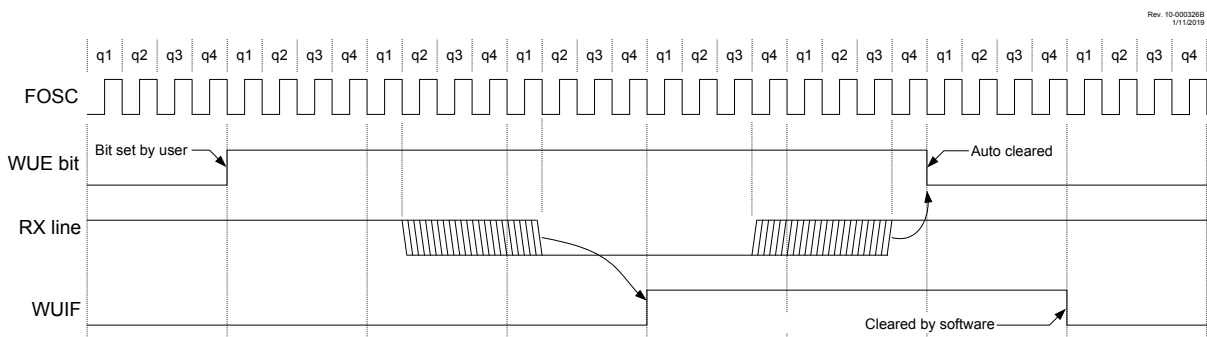 Rev. 10-000326B
1/11/2019
q1 q2 q3 q4 q1 q2 q3 q4 q1 q2 q3 q4 q1 q2 q3 q4 q1 q2 q3 q4 q1 q2 q3 q4 q1 q2 q3 q4 q1 q2 q3 q4
FOSC
WUE bit
Bit set by user
Auto cleared
RX line
WUIF
Cleared by software